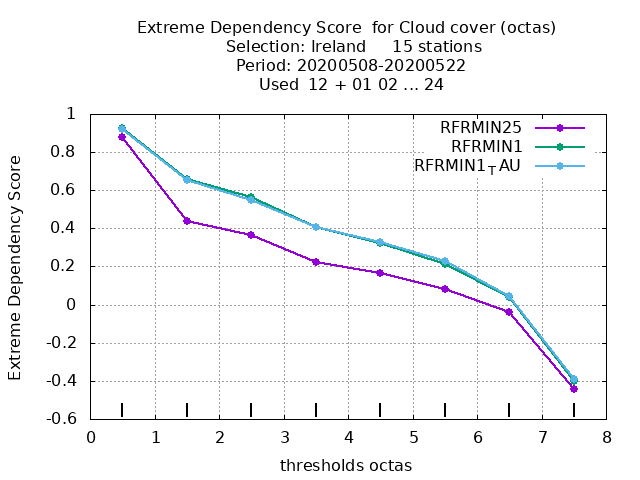 Extreme Dependency Score  for Cloud cover (octas)
Selection: Ireland     15 stations
Period: 20200508-20200522
Used  12 + 01 02 ... 24
RFRMIN25
RFRMIN1
RFRMIN1TAU
Extreme Dependency Score
1
0.8
0.6
0.4
0.2
0
-0.2
-0.4
-0.6
0 1 2 3 4 5 6 7 8
thresholds octas